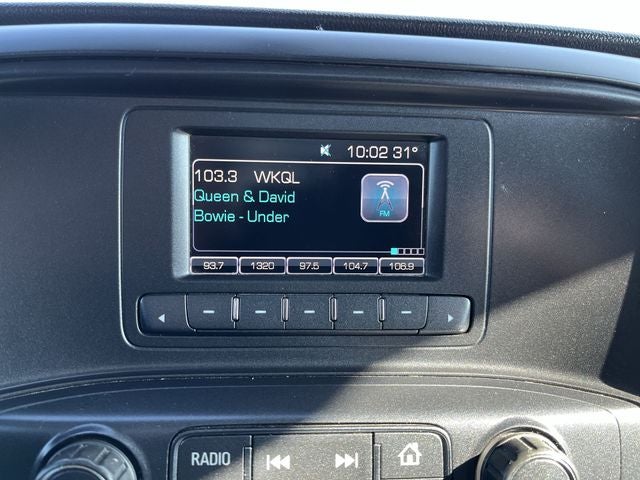 10:02 31°
103.3 WKQL
Queen & David
Bowie - Under
FM
93.7 1320 97.5 104.7 106.9
RADIO